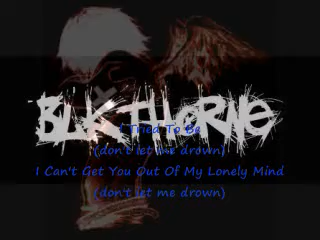 BLKTHORNE
I Tried To Be
(don't let me drown)
I Can't Get You Out Of My Lonely Mind
(don't let me drown)